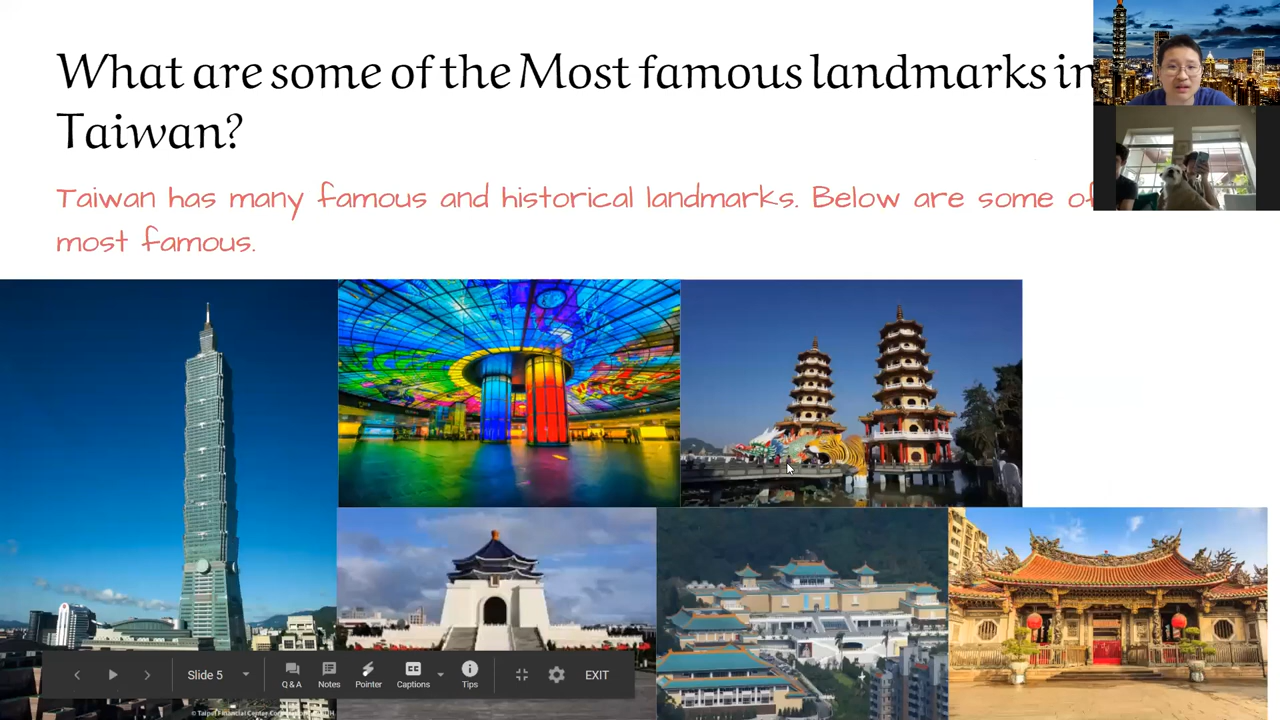 What are some of the Most famous landmarks in
Taiwan?
Taiwan has many famous and historical landmarks. Below are some of
most famous.
Slide 5
Q & A
Notes
Pointer
Captions
Tips
EXIT